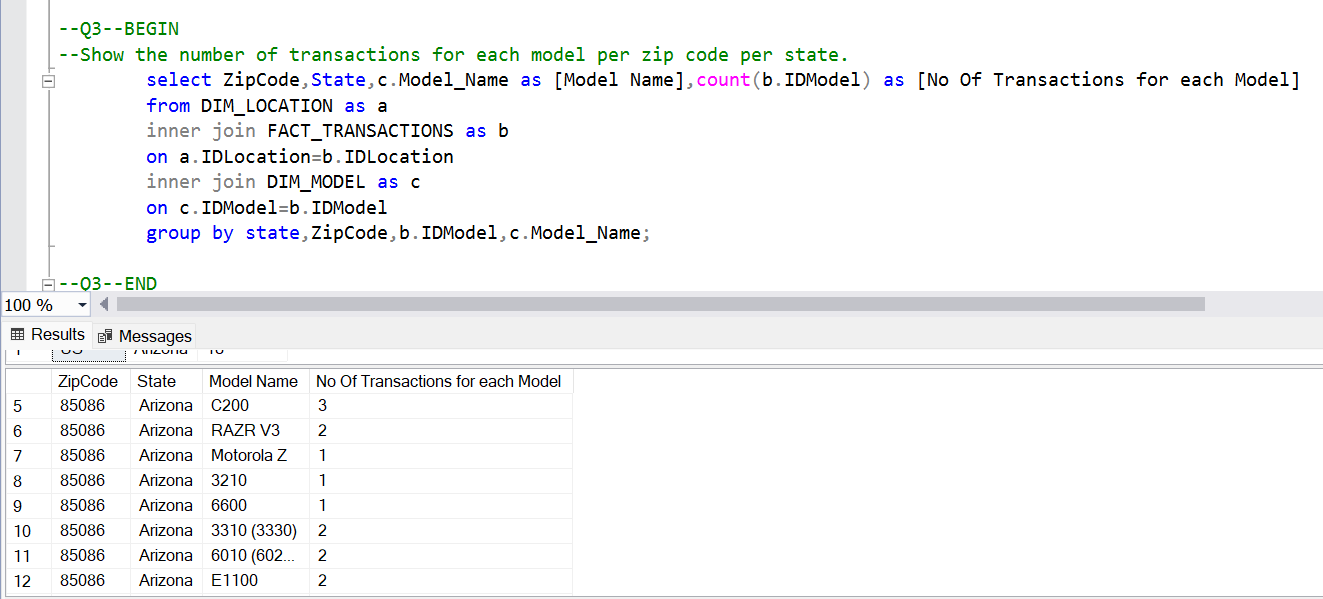 --Q3--BEGIN
--Show the number of transactions for each model per zip code per state.
select ZipCode,State,c.Model_Name as [Model Name],count(b.IDModel) as [No Of Transactions for each Model]
from DIM_LOCATION as a
inner join FACT_TRANSACTIONS as b
on a.IDLocation=b.IDLocation
inner join DIM_MODEL as c
on c.IDModel=b.IDModel
group by state,ZipCode,b.IDModel,c.Model_Name;
--Q3--END
100 %
Results Messages
1 US Arizona
ZipCode State Model Name No Of Transactions for each Model
5 85086 Arizona C200 3
6 85086 Arizona RAZR V3 2
7 85086 Arizona Motorola Z 1
8 85086 Arizona 3210 1
9 85086 Arizona 6600 1
10 85086 Arizona 3310 (3330) 2
11 85086 Arizona 6010 (602... 2
12 85086 Arizona E1100 2